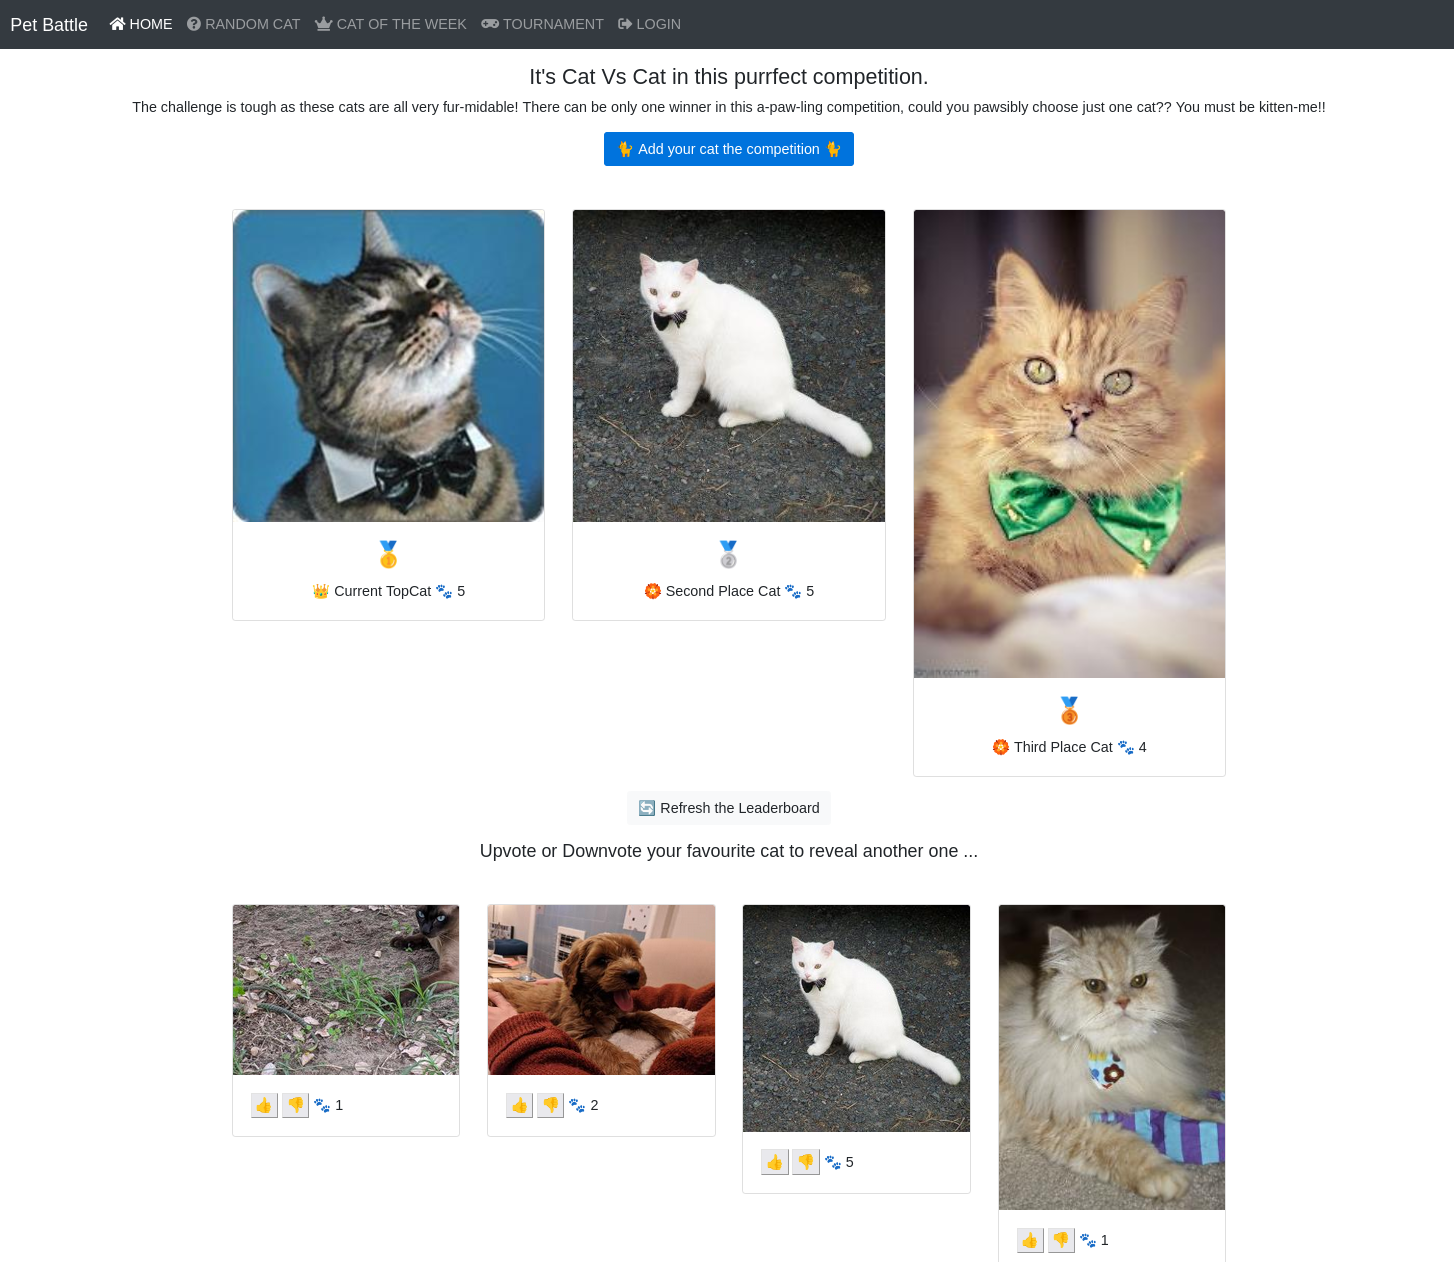 Pet Battle HOME RANDOM CAT CAT OF THE WEEK TOURNAMENT LOGIN
It's Cat Vs Cat in this purrfect competition.
The challenge is tough as these cats are all very fur-midable! There can be only one winner in this a-paw-ling competition, could you pawsibly choose just one cat?? You must be kitten-me!!
🐈 Add your cat the competition 🐈
🥇
🥈
👑 Current TopCat 🐾 5
🏵️ Second Place Cat 🐾 5
🥉
🏵️ Third Place Cat 🐾 4
🔄 Refresh the Leaderboard
Upvote or Downvote your favourite cat to reveal another one ...
👍 👎 🐾 1
👍 👎 🐾 2
👍 👎 🐾 5
👍 👎 🐾 1